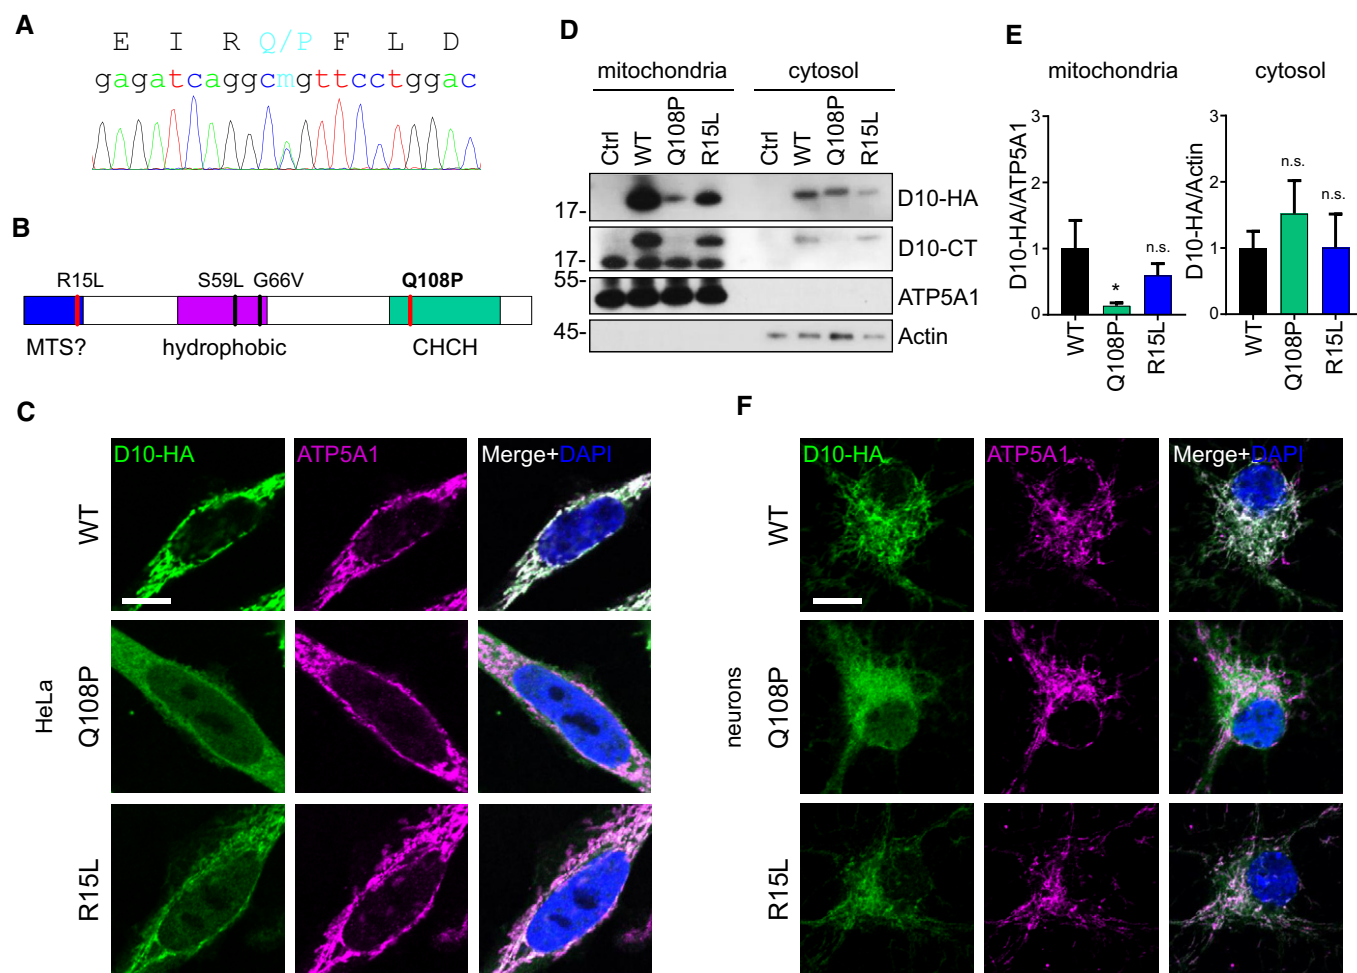 A
E I R Q/P F L D
gagatcaggcmgttcctggac
B
R15L S59L G66V Q108P
MTS? hydrophobic CHCH
C
D10-HA ATP5A1 Merge+DAPI
WT
HeLa
Q108P
R15L
D
mitochondria cytosol
Ctrl WT Q108P R15L Ctrl WT Q108P R15L
17- D10-HA
17- D10-CT
55- ATP5A1
45- Actin
E
mitochondria cytosol
D10-HA/ATP5A1
3
2
1
0
* n.s.
WT Q108P R15L
D10-HA/Actin
3
2
1
0
n.s. n.s.
WT Q108P R15L
F
D10-HA ATP5A1 Merge+DAPI
WT
neurons
Q108P
R15L